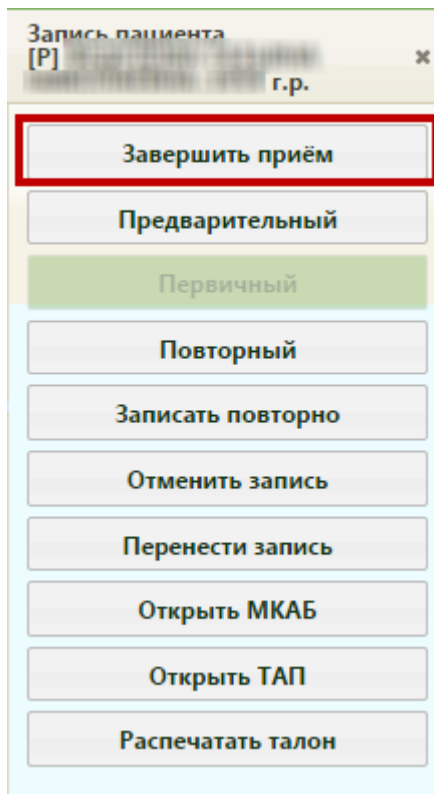 Запись пациента
[Р]
г.р.
Завершить приём
Предварительный
Первичный
Повторный
Записать повторно
Отменить запись
Перенести запись
Открыть МКАБ
Открыть ТАП
Распечатать талон